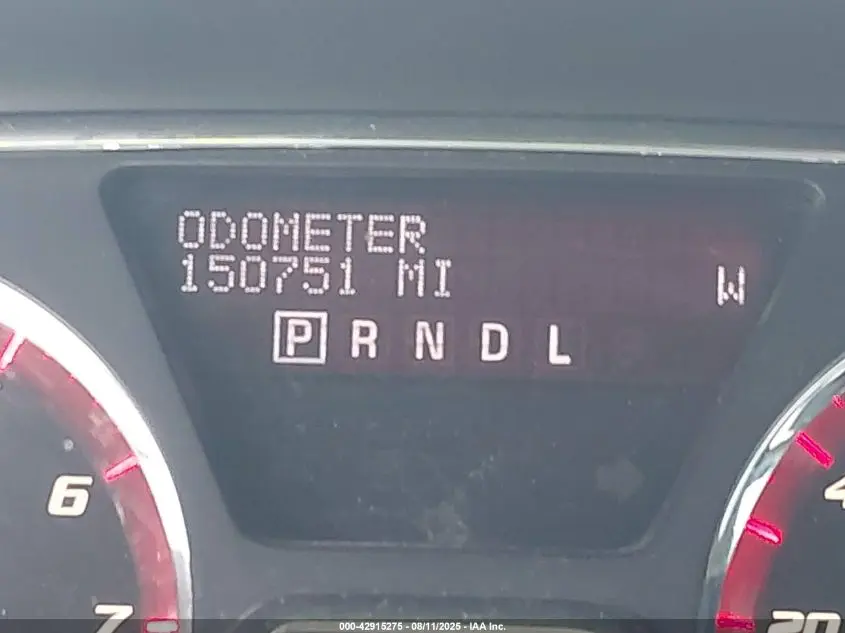 ODOMETER
150751 MI W
P R N D L
6
7
4
20
000-42915275 - 08/11/2025 - IAA Inc.